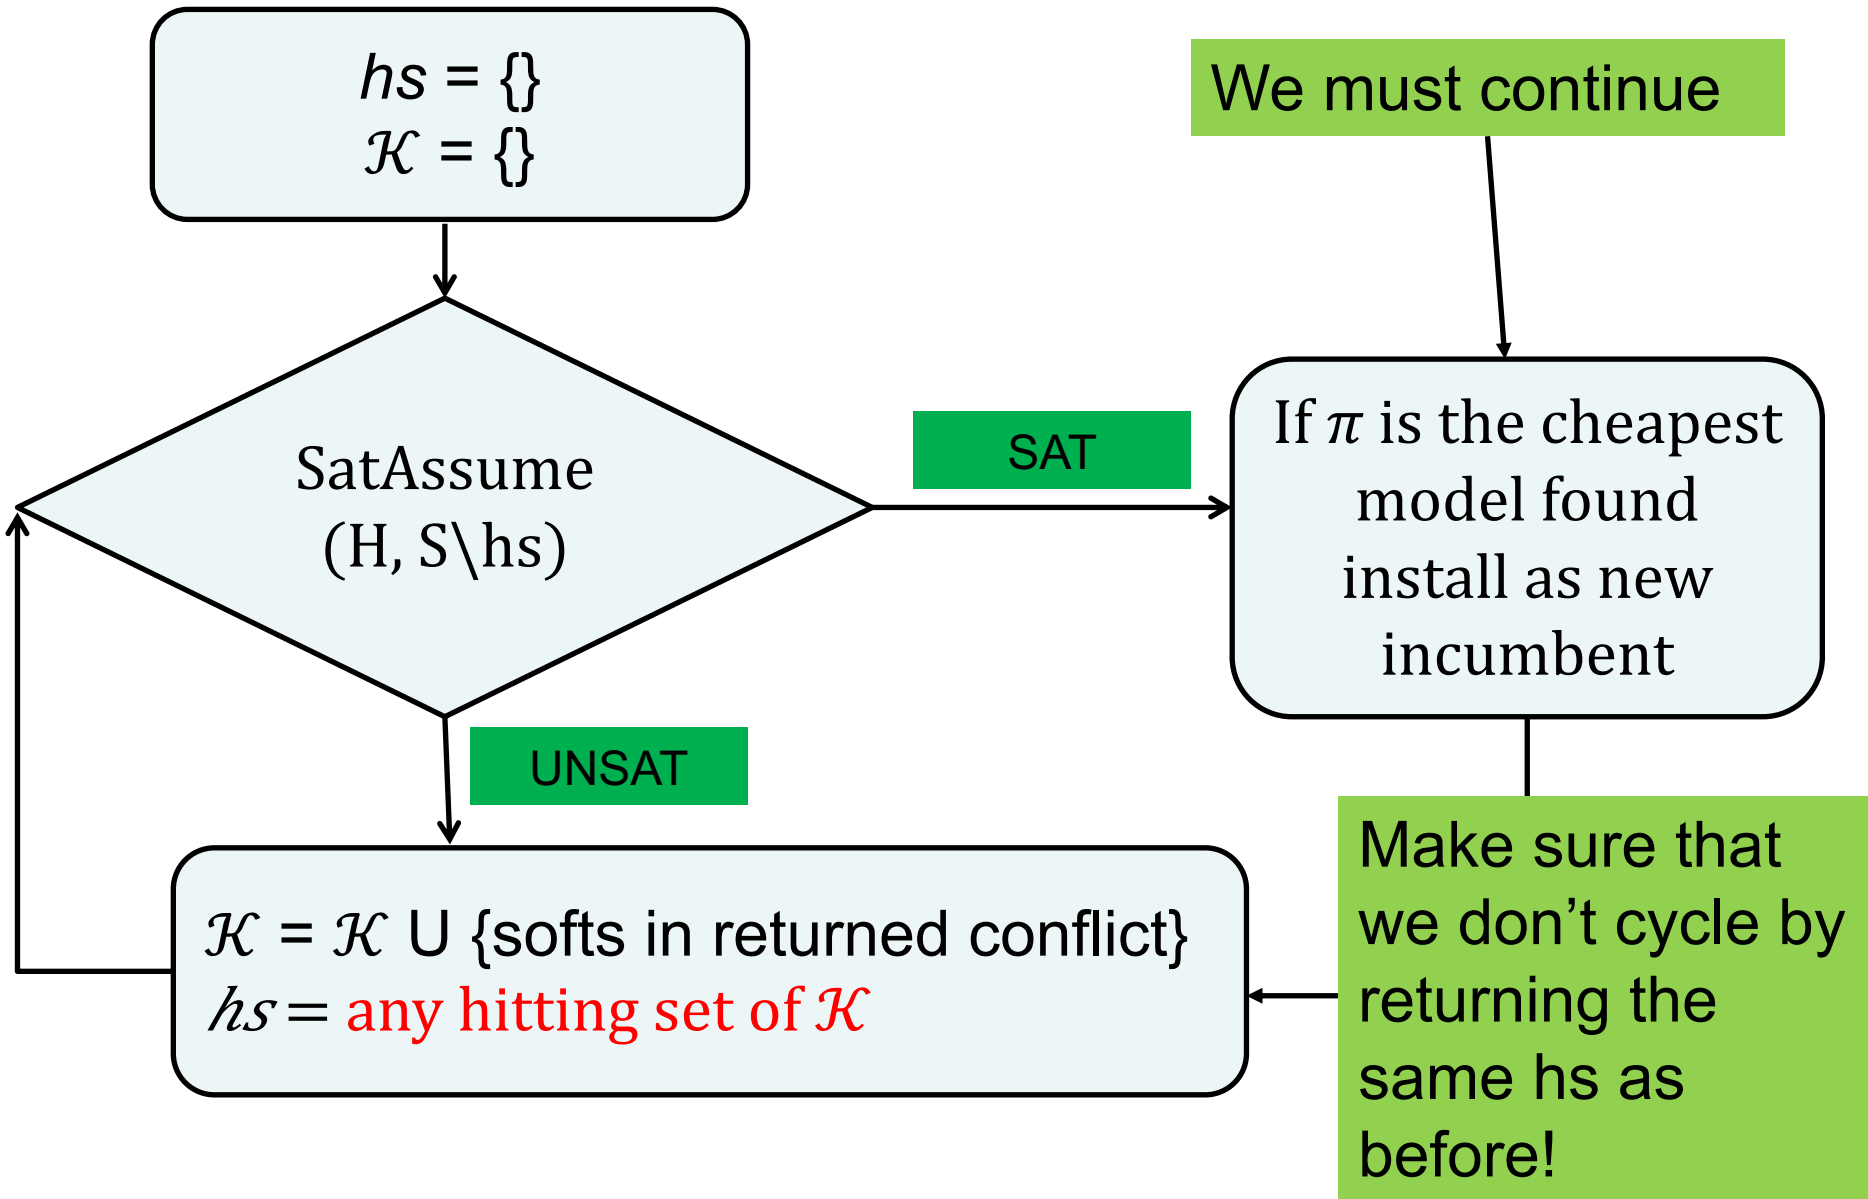 hs = {}
𝒦 = {}
We must continue
SatAssume
(H, S\hs)
SAT
If π is the cheapest
model found
install as new
incumbent
UNSAT
𝒦 = 𝒦 U {softs in returned conflict}
hs = any hitting set of 𝒦
Make sure that
we don’t cycle by
returning the
same hs as
before!